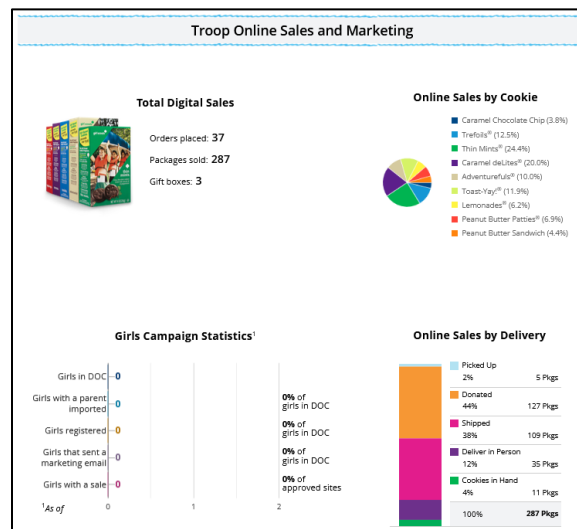 Troop Online Sales and Marketing
Total Digital Sales
Orders placed: 37
Packages sold: 287
Gift boxes: 3
Online Sales by Cookie
Caramel Chocolate Chip (3.8%)
Trefoils® (12.5%)
Thin Mints® (24.4%)
Caramel deLites® (20.0%)
Adventurefuls® (10.0%)
Toast-Yay!® (11.9%)
Lemonades® (6.2%)
Peanut Butter Patties® (6.9%)
Peanut Butter Sandwich (4.4%)
Girls Campaign Statistics¹
Girls in DOC 0
Girls with a parent
imported 0
0% of
girls in DOC
Girls registered 0
0% of
girls in DOC
Girls that sent a
marketing email 0
0% of
girls in DOC
Girls with a sale 0
0% of
approved sites
¹As of
0 1 2
Online Sales by Delivery
Picked Up
2% 5 Pkgs
Donated
44% 127 Pkgs
Shipped
38% 109 Pkgs
Deliver in Person
12% 35 Pkgs
Cookies in Hand
4% 11 Pkgs
100% 287 Pkgs